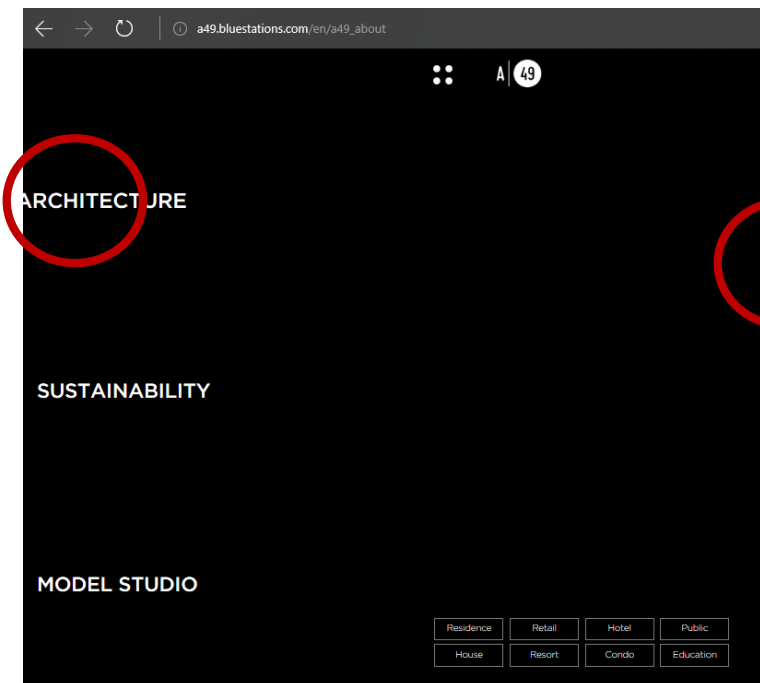 a49.bluestations.com/en/a49_about
A 49
ARCHITECTURE
SUSTAINABILITY
MODEL STUDIO
Residence Retail Hotel Public
House Resort Condo Education